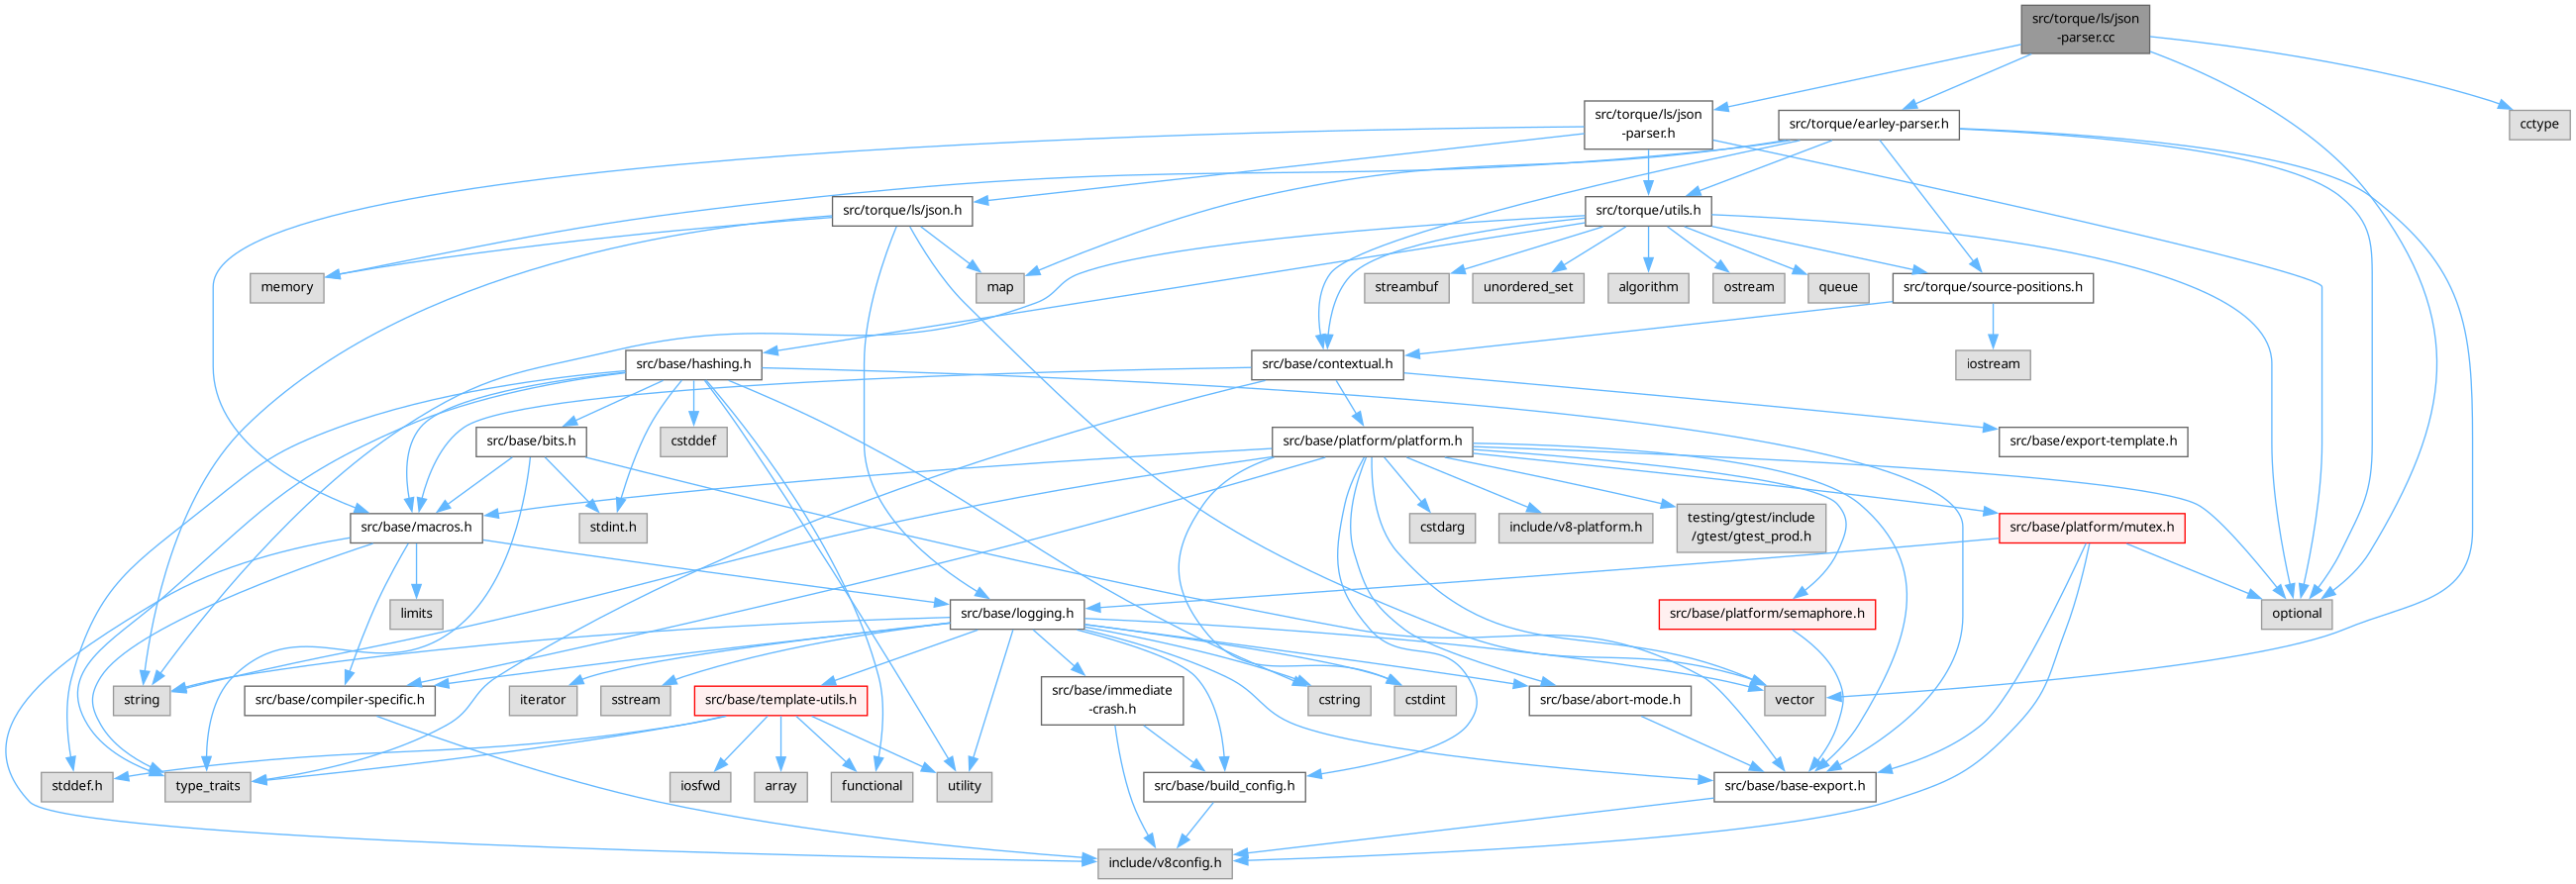 src/torque/ls/json
-parser.cc
src/torque/ls/json
-parser.h
src/torque/earley-parser.h
cctype
src/torque/ls/json.h
src/torque/utils.h
memory
map
streambuf
unordered_set
algorithm
ostream
queue
src/torque/source-positions.h
src/base/hashing.h
src/base/contextual.h
iostream
src/base/bits.h
cstddef
src/base/platform/platform.h
src/base/export-template.h
src/base/macros.h
stdint.h
cstdarg
include/v8-platform.h
testing/gtest/include
/gtest/gtest_prod.h
src/base/platform/mutex.h
limits
src/base/logging.h
src/base/platform/semaphore.h
optional
string
src/base/compiler-specific.h
iterator
sstream
src/base/template-utils.h
src/base/immediate
-crash.h
cstring
cstdint
src/base/abort-mode.h
vector
stddef.h
type_traits
iosfwd
array
functional
utility
src/base/build_config.h
src/base/base-export.h
include/v8config.h